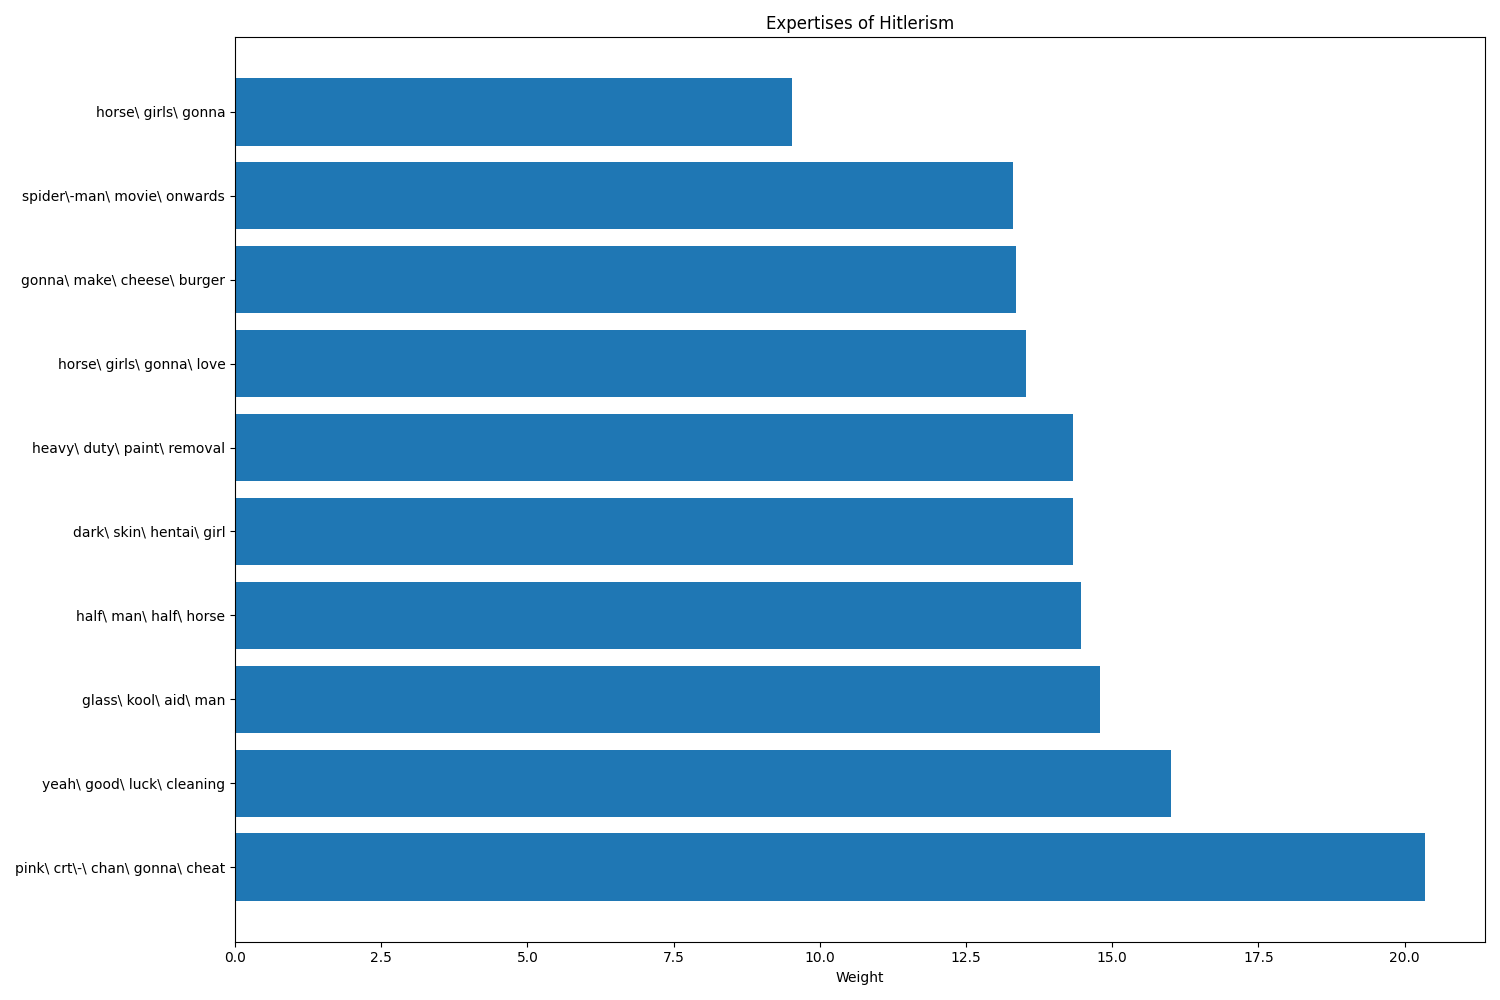 Expertises of Hitlerism
horse\ girls\ gonna
spider\-man\ movie\ onwards
gonna\ make\ cheese\ burger
horse\ girls\ gonna\ love
heavy\ duty\ paint\ removal
dark\ skin\ hentai\ girl
half\ man\ half\ horse
glass\ kool\ aid\ man
yeah\ good\ luck\ cleaning
pink\ crt\-\ chan\ gonna\ cheat
0.0 2.5 5.0 7.5 10.0 12.5 15.0 17.5 20.0
Weight